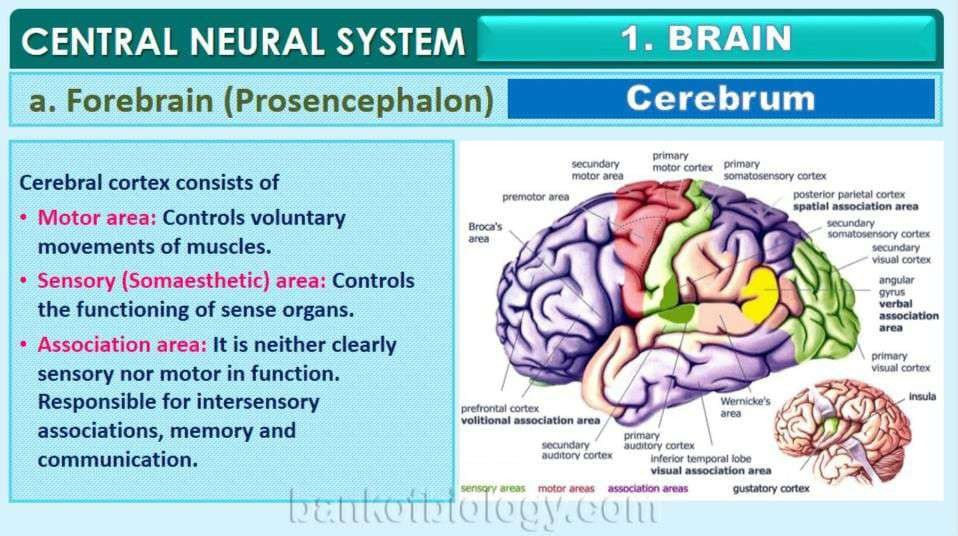 CENTRAL NEURAL SYSTEM
1. BRAIN
a. Forebrain (Prosencephalon)
Cerebrum
Cerebral cortex consists of
• Motor area: Controls voluntary
movements of muscles.
• Sensory (Somaesthetic) area: Controls
the functioning of sense organs.
• Association area: It is neither clearly
sensory nor motor in function.
Responsible for intersensory
associations, memory and
communication.
secundary
motor area
primary
motor cortex
primary
somatosensory cortex
premotor area
posterior parietal cortex
spatial association area
Broca's
area
secundary
somatosensory cortex
secundary
visual cortex
angular
gyrus
verbal
association
area
primary
visual cortex
insula
prefrontal cortex
volitional association area
Wernicke's
area
secundary
auditory cortex
primary
auditory cortex
inferior temporal lobe
visual association area
gustatory cortex
sensory areas motor areas association areas
bankofbiology.com